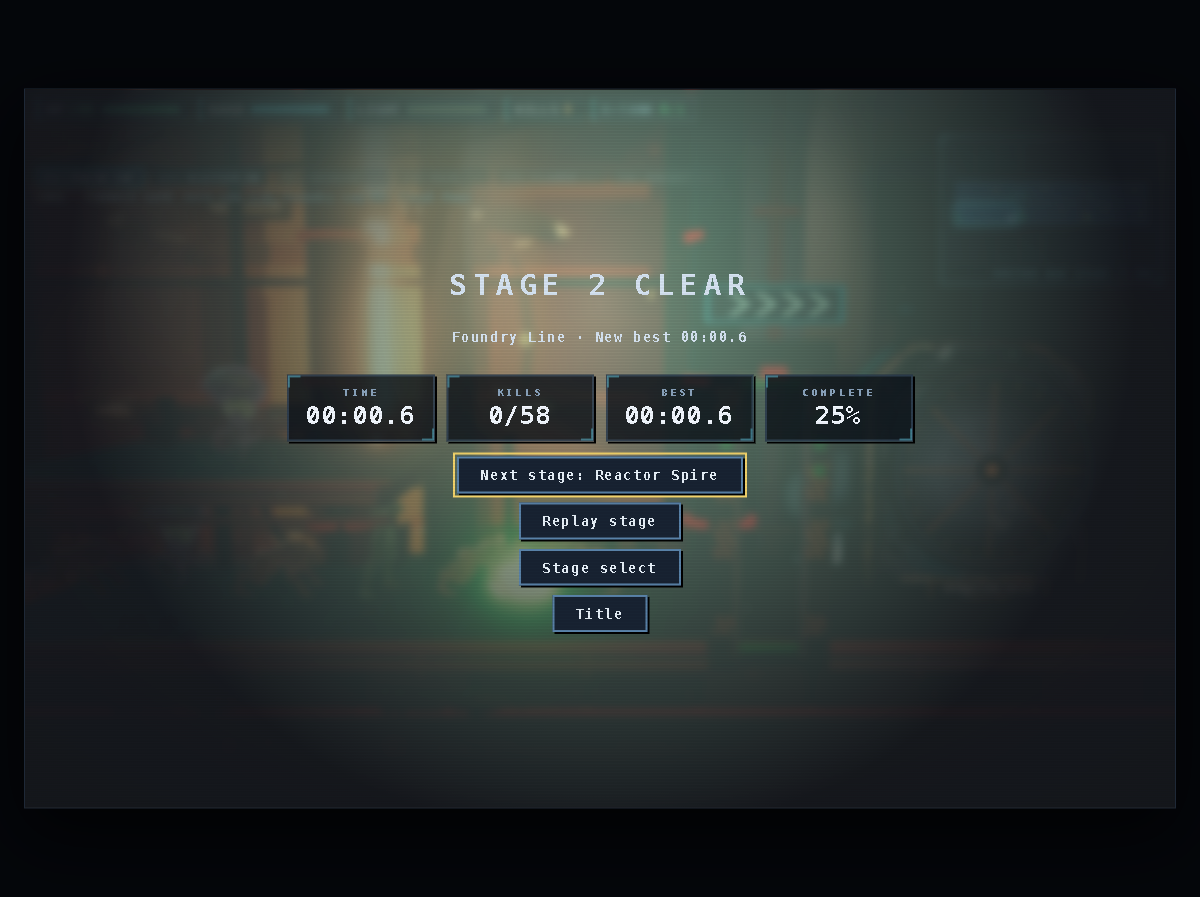 STAGE 2 CLEAR
Foundry Line · New best 00:00.6
TIME
00:00.6
KILLS
0/58
BEST
00:00.6
COMPLETE
25%
Next stage: Reactor Spire
Replay stage
Stage select
Title